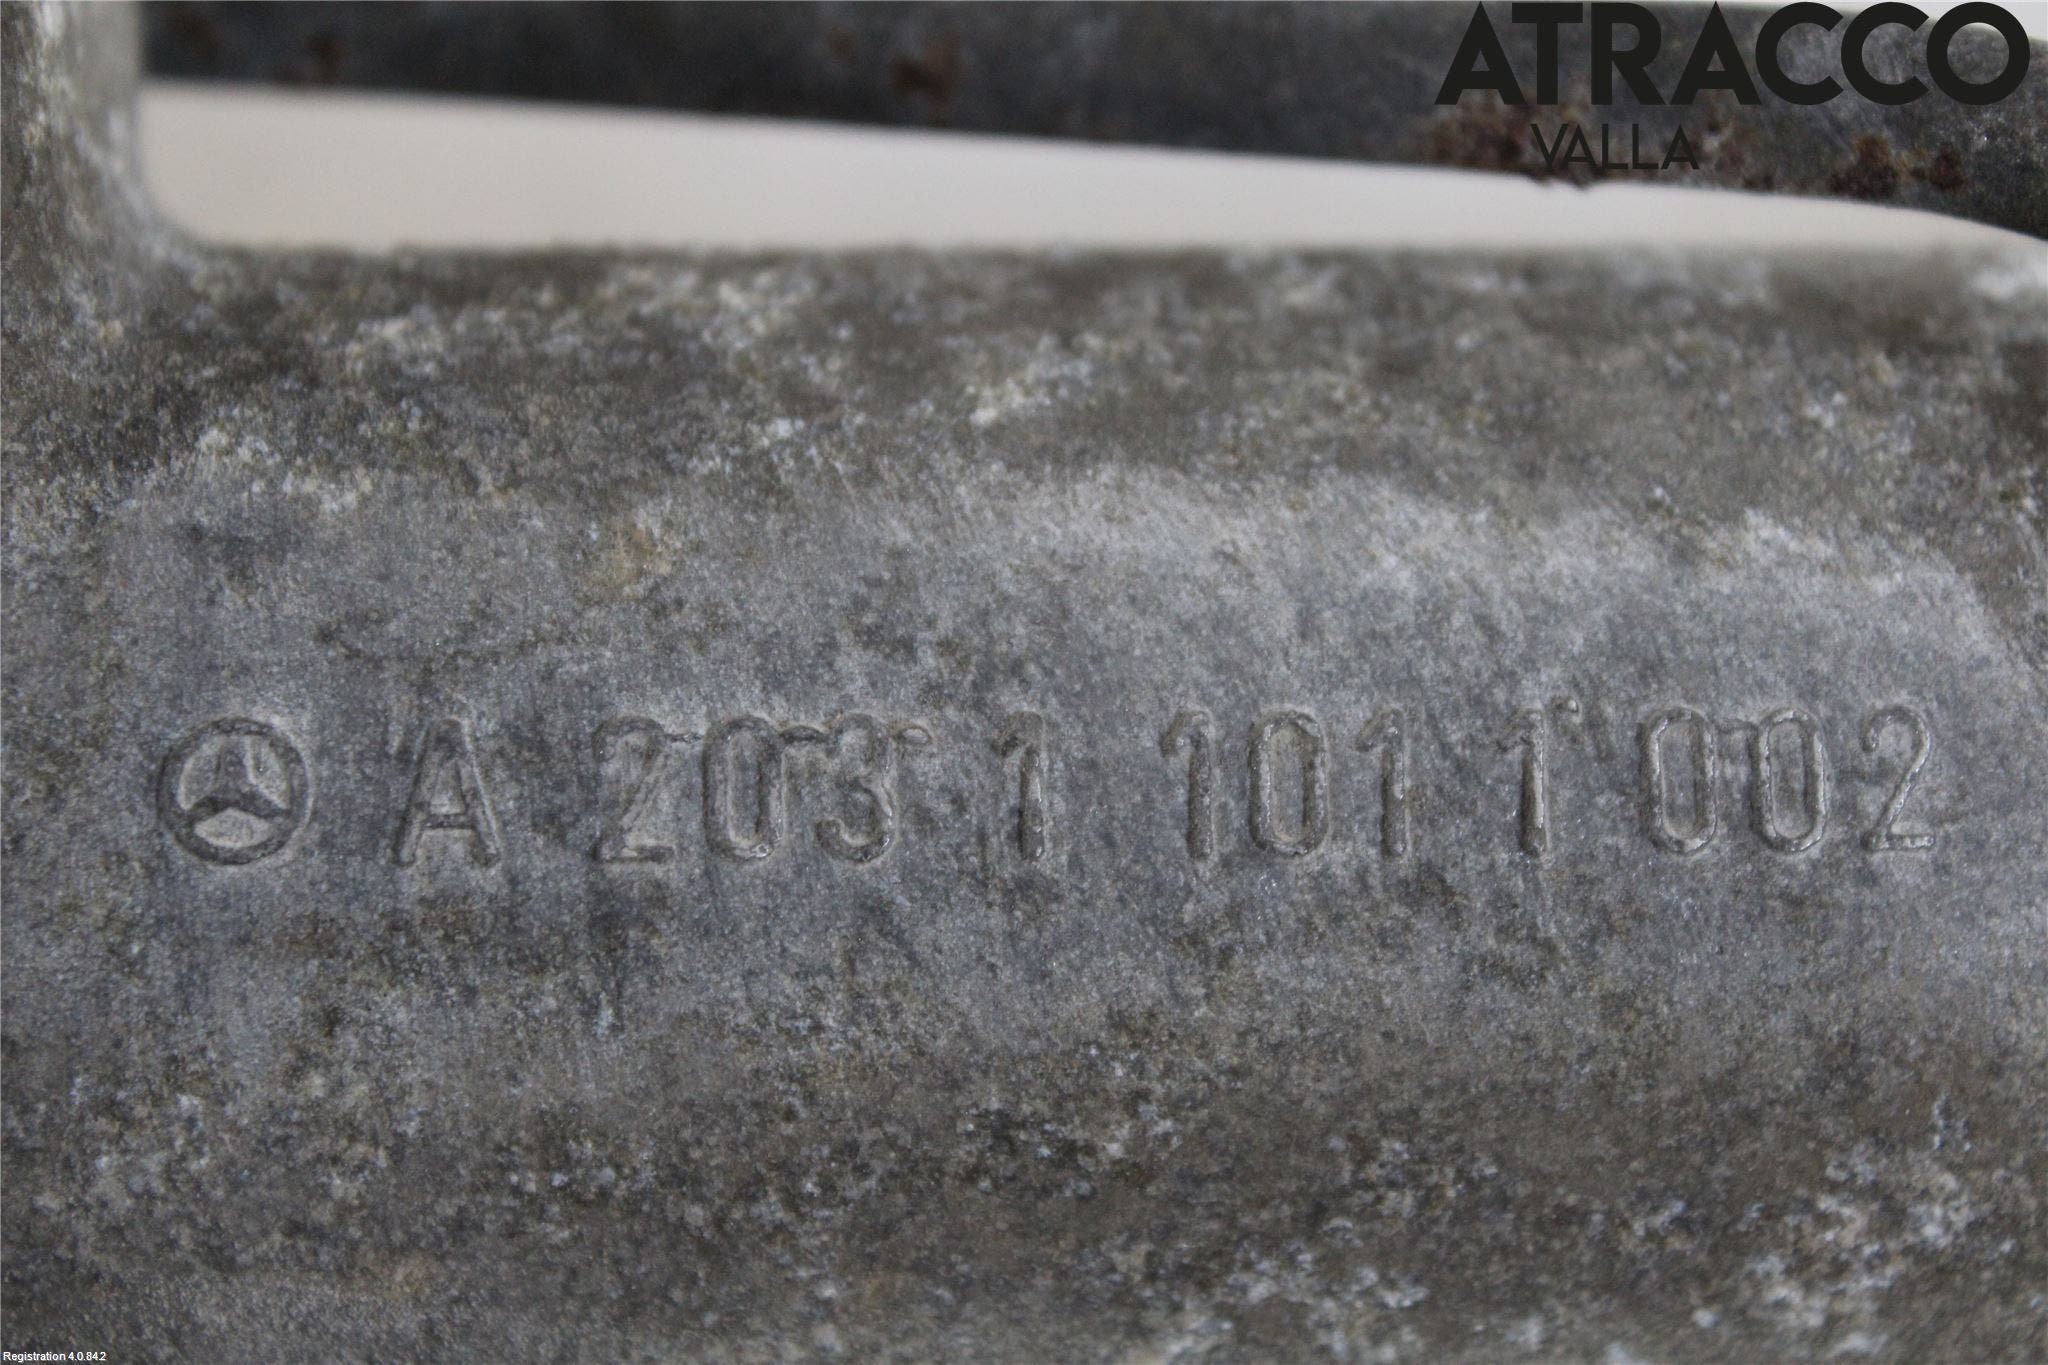 ATRACCO
VALLA
A 203 1 101 1 002
Registration 4.0.84.2